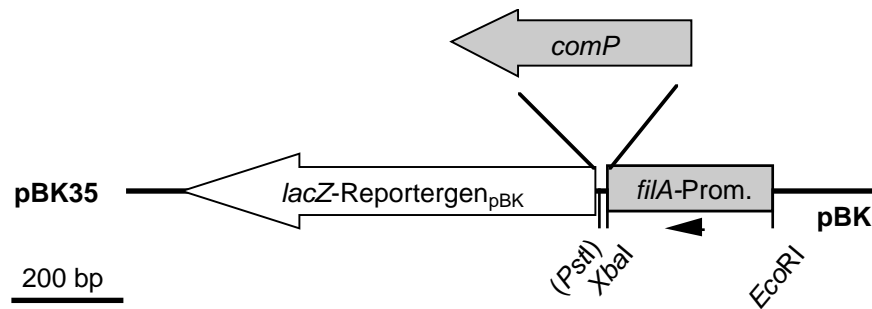 comP
pBK35
lacZ-Reportergen_pBK
filA-Prom.
pBK
(PstI)
XbaI
EcoRI
200 bp